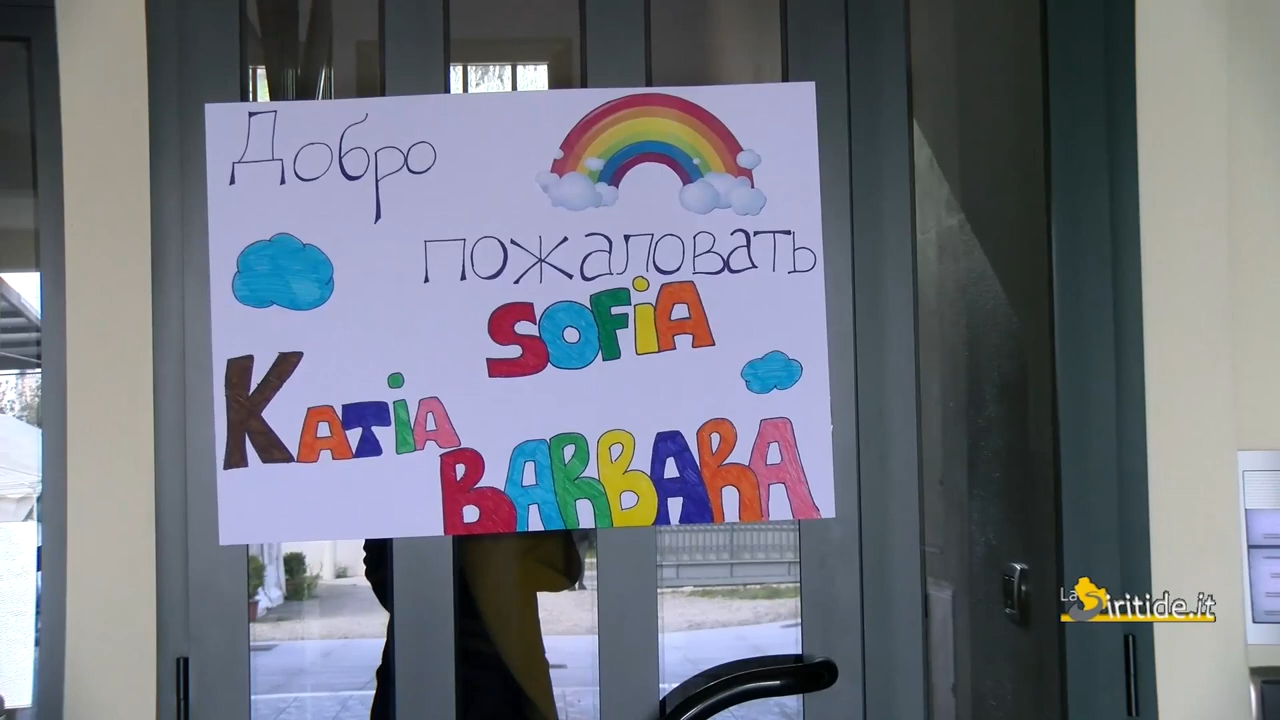 Добро
пожаловать
SOFiA
KATiA
BARBARA
LaSiritide.it